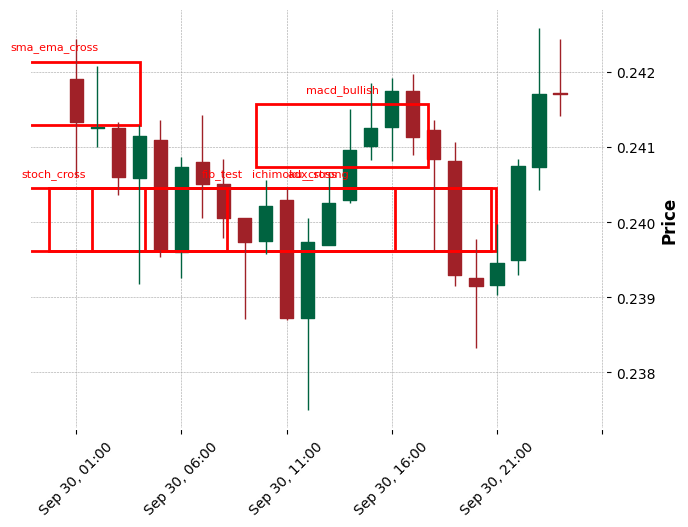 sma_ema_cross
macd_bullish
stoch_cross
ichimoku_cross
0.242
0.241
0.240
0.239
0.238
Price
Sep 30, 01:00
Sep 30, 06:00
Sep 30, 11:00
Sep 30, 16:00
Sep 30, 21:00